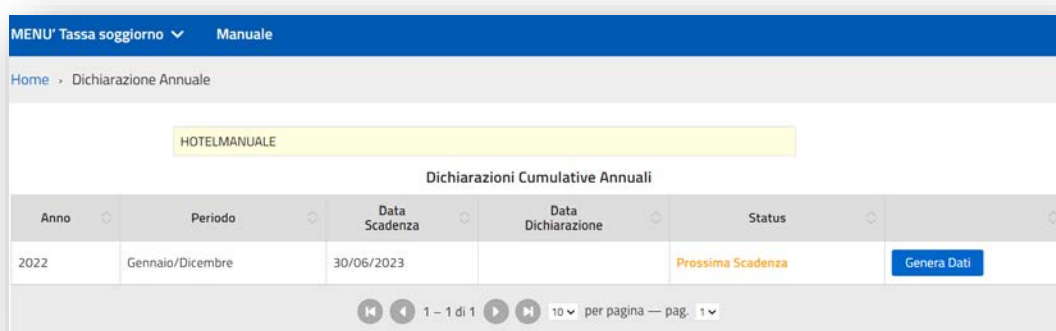 MENU' Tassa soggiorno Manuale
Home › Dichiarazione Annuale
HOTELMANUALE
Dichiarazioni Cumulative Annuali
Anno Periodo Data Scadenza Data Dichiarazione Status
2022 Gennaio/Dicembre 30/06/2023 Prossima Scadenza Genera Dati
1 – 1 di 1 10 per pagina — pag. 1